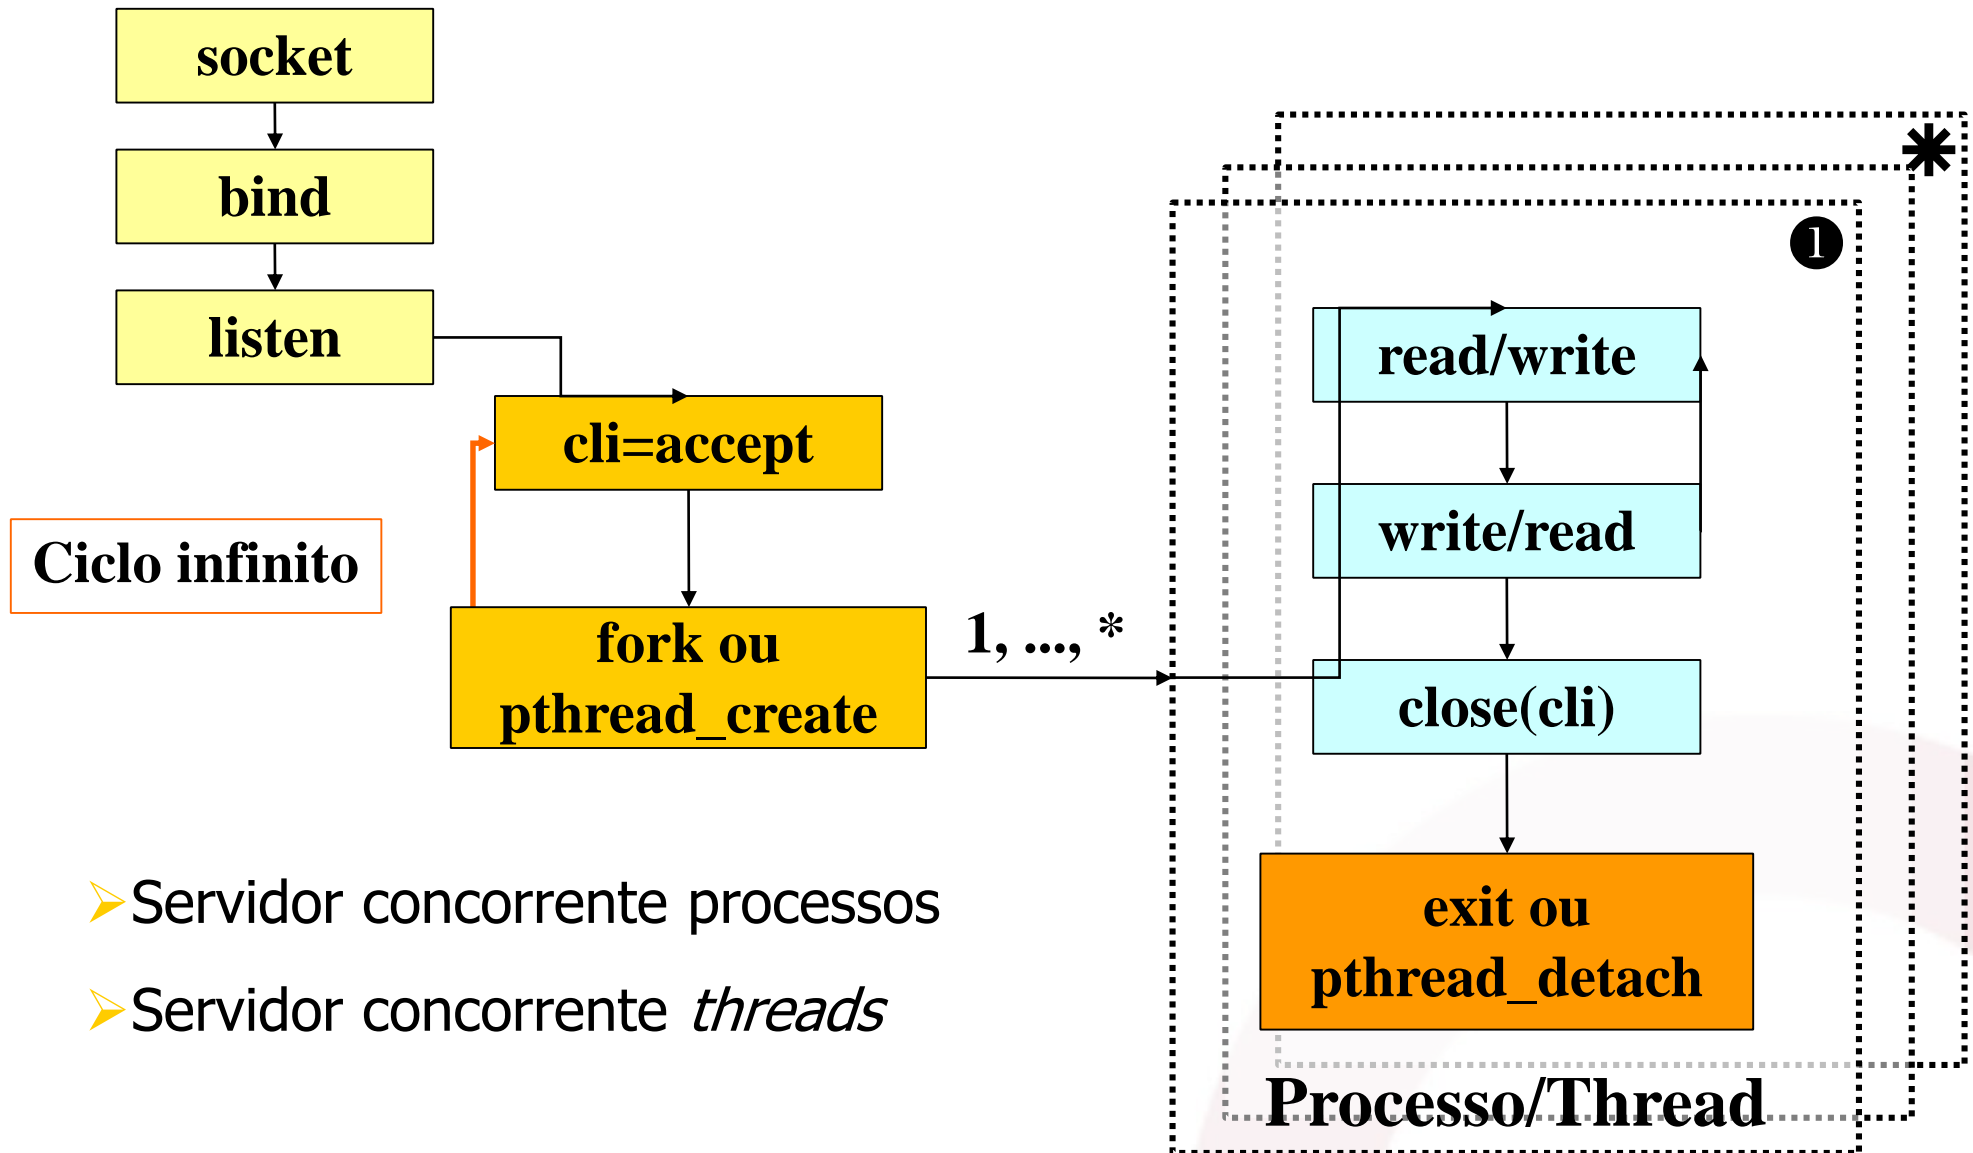 socket
bind
listen
cli=accept
Ciclo infinito
fork ou
pthread_create
1, ..., *
*
1
read/write
write/read
close(cli)
exit ou
pthread_detach
Processo/Thread
➢Servidor concorrente processos
➢Servidor concorrente threads